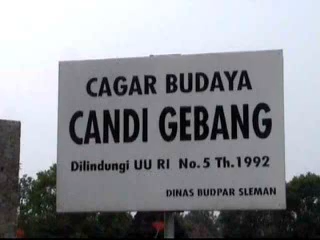 CAGAR BUDAYA
CANDI GEBANG
Dilindungi UU RI No.5 Th.1992
DINAS BUDPAR SLEMAN